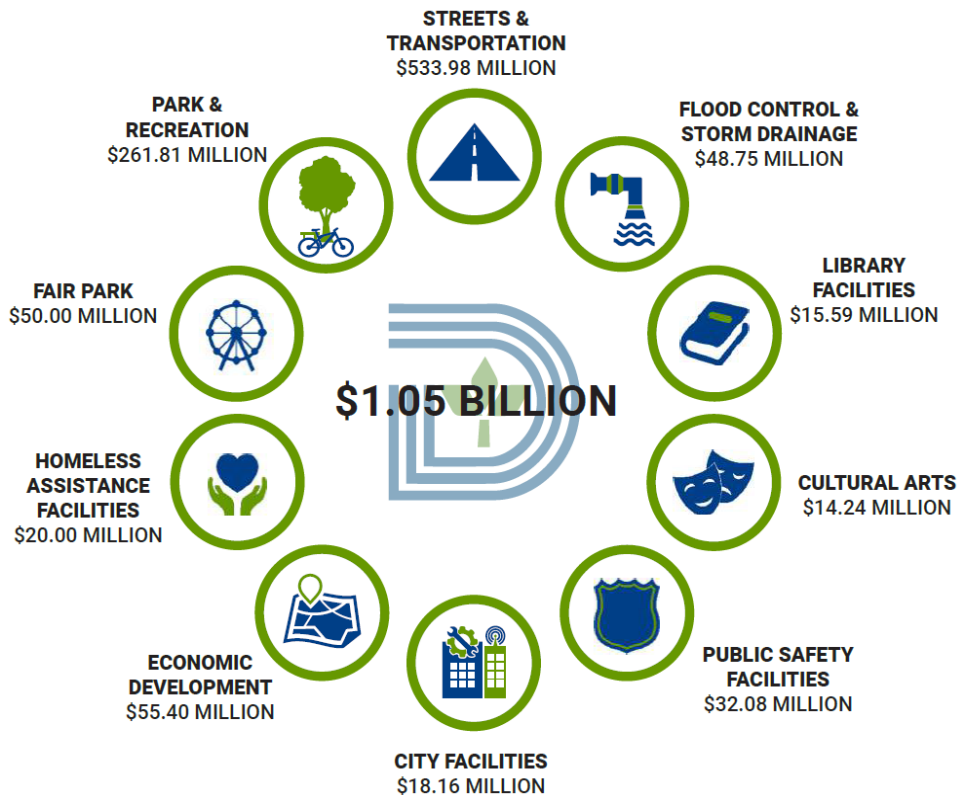 STREETS &
TRANSPORTATION
$533.98 MILLION
FLOOD CONTROL &
STORM DRAINAGE
$48.75 MILLION
LIBRARY
FACILITIES
$15.59 MILLION
CULTURAL ARTS
$14.24 MILLION
PUBLIC SAFETY
FACILITIES
$32.08 MILLION
CITY FACILITIES
$18.16 MILLION
ECONOMIC
DEVELOPMENT
$55.40 MILLION
HOMELESS
ASSISTANCE
FACILITIES
$20.00 MILLION
FAIR PARK
$50.00 MILLION
PARK &
RECREATION
$261.81 MILLION
$1.05 BILLION